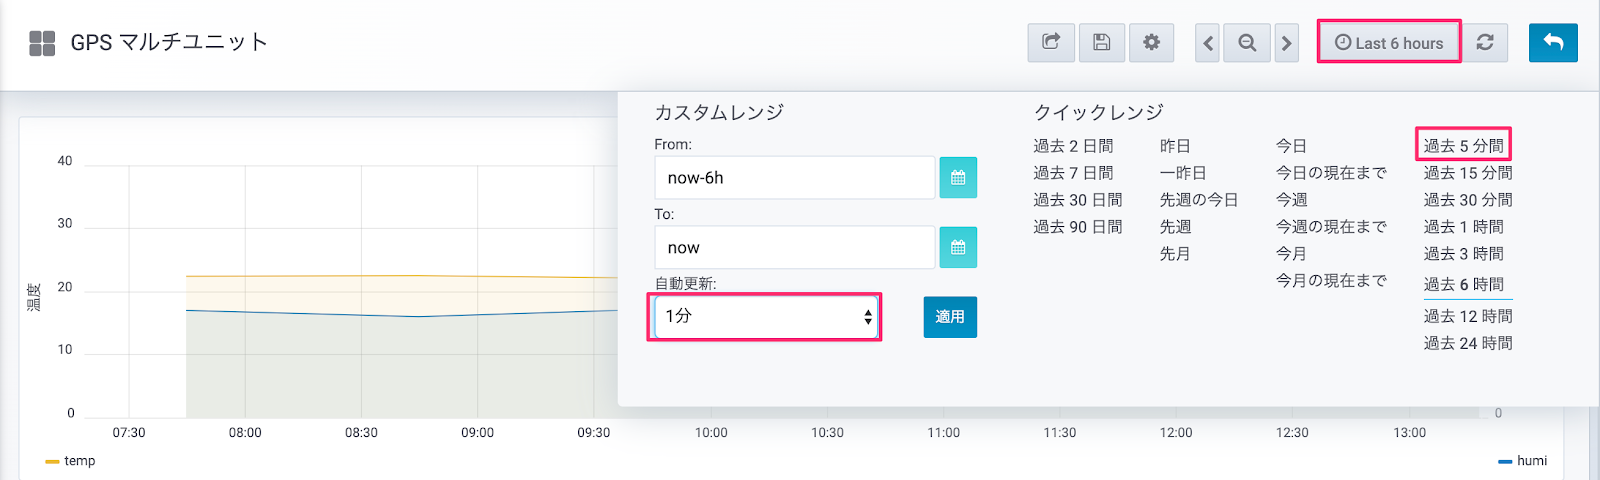 GPS マルチユニット
Last 6 hours
カスタムレンジ
From:
now-6h
To:
now
自動更新:
1分
適用
クイックレンジ
過去 2 日間
過去 7 日間
過去 30 日間
過去 90 日間
昨日
一昨日
先週の今日
先週
先月
今日
今日の現在まで
今週
今週の現在まで
今月
今月の現在まで
過去 5 分間
過去 15 分間
過去 30 分間
過去 1 時間
過去 3 時間
過去 6 時間
過去 12 時間
過去 24 時間
温度
40
30
20
10
0
0
07:30 08:00 08:30 09:00 09:30 10:00 10:30 11:00 11:30 12:00 12:30 13:00
temp
humi